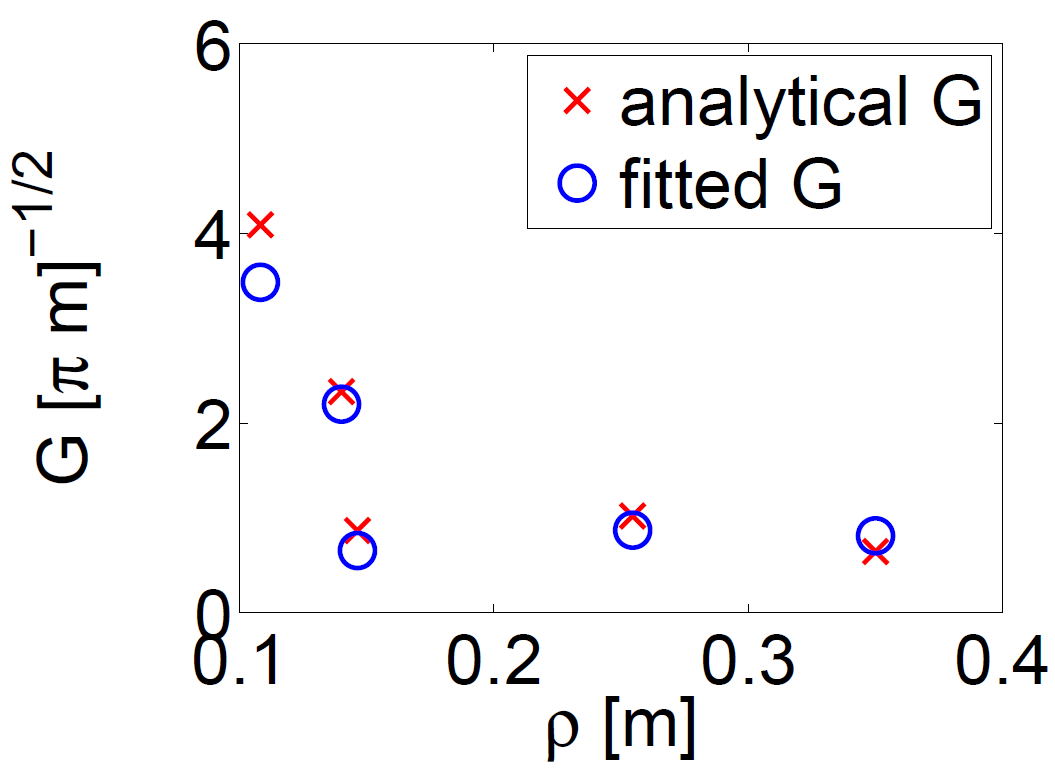 6
4
2
0
0.1
0.2
0.3
0.4
G [π m]−1/2
ρ [m]
analytical G
fitted G